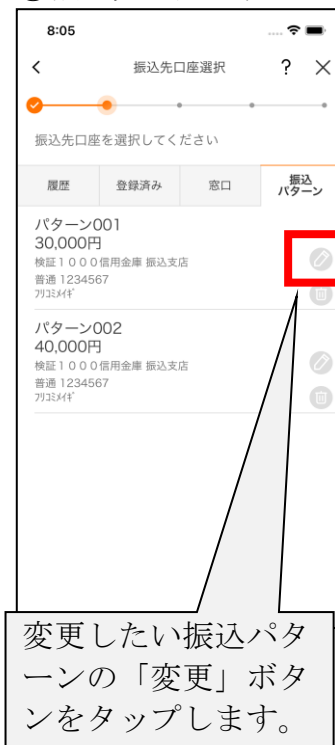 8:05
振込先口座選択
?
振込先口座を選択してください
履歴
登録済み
窓口
振込
パターン
パターン001
30,000円
検証1000信用金庫 振込支店
普通 1234567
フリコミメイギ
パターン002
40,000円
検証1000信用金庫 振込支店
普通 1234567
フリコミメイギ
変更したい振込パタ
ーンの「変更」ボタ
ンをタップします。